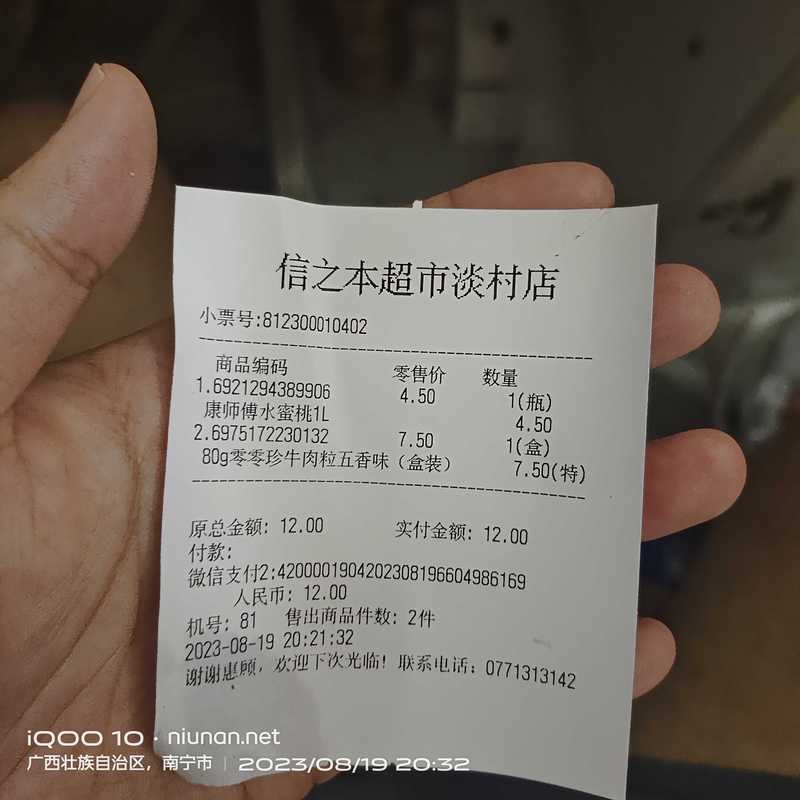 信之本超市淡村店
小票号:812300010402
商品编码 零售价 数量
1.6921294389906 4.50 1(瓶)
康师傅水蜜桃1L 4.50
2.6975172230132 7.50 1(盒)
80g零零珍牛肉粒五香味（盒装） 7.50(特)
原总金额: 12.00 实付金额: 12.00
付款:
微信支付2:4200001904202308196604986169
人民币: 12.00
机号: 81 售出商品件数: 2件
2023-08-19 20:21:32
谢谢惠顾, 欢迎下次光临! 联系电话: 0771313142
iQOO 10 · niunan.net
广西壮族自治区, 南宁市 | 2023/08/19 20:32